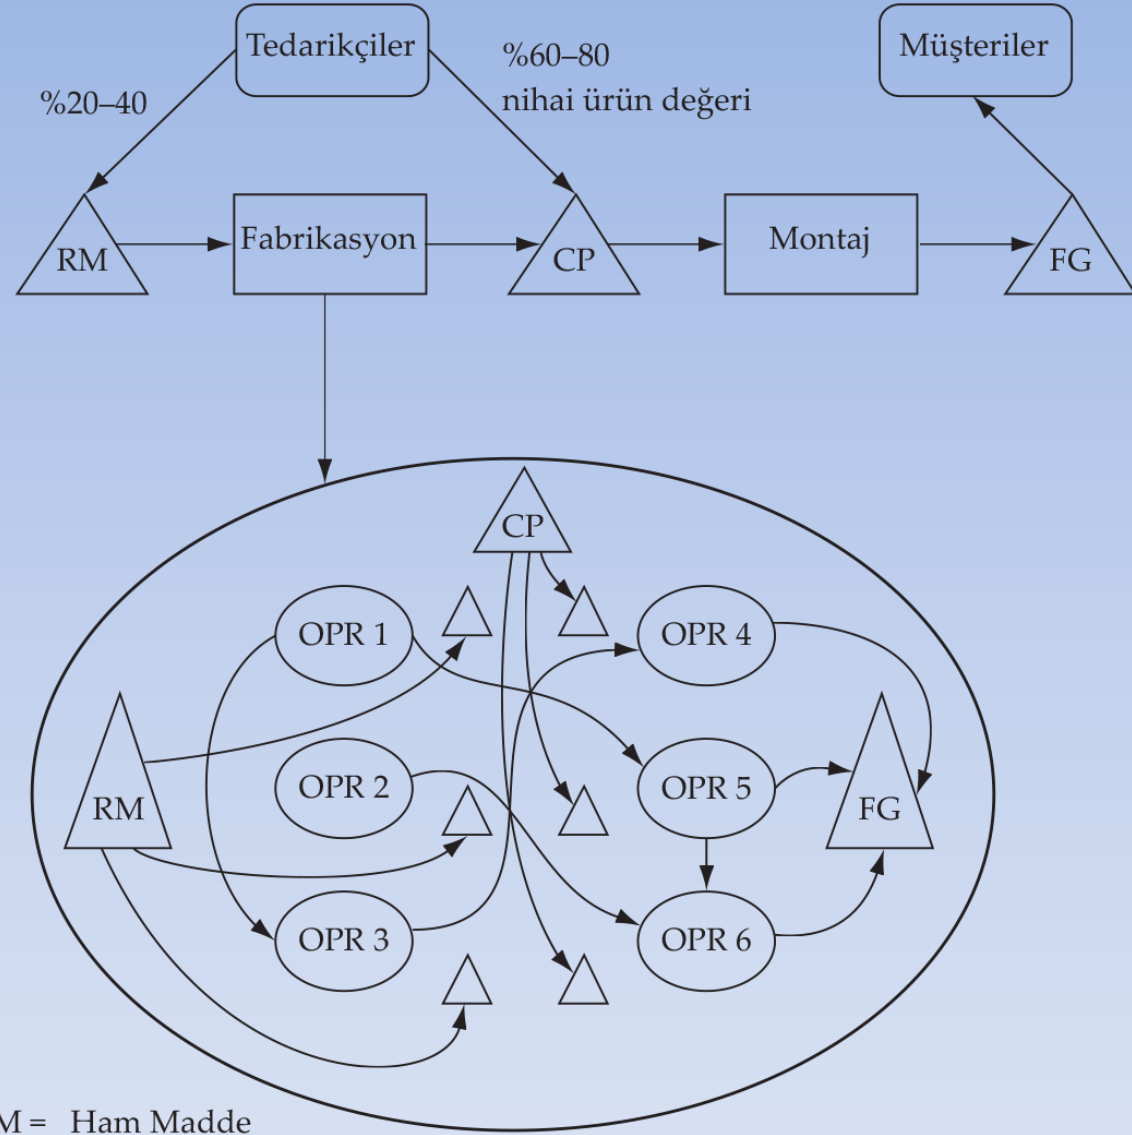 Tedarikçiler
%60–80
nihai ürün değeri
Müşteriler
%20–40
RM
Fabrikasyon
CP
Montaj
FG
CP
OPR 1
OPR 4
OPR 2
OPR 5
RM
FG
OPR 3
OPR 6
M = Ham Madde